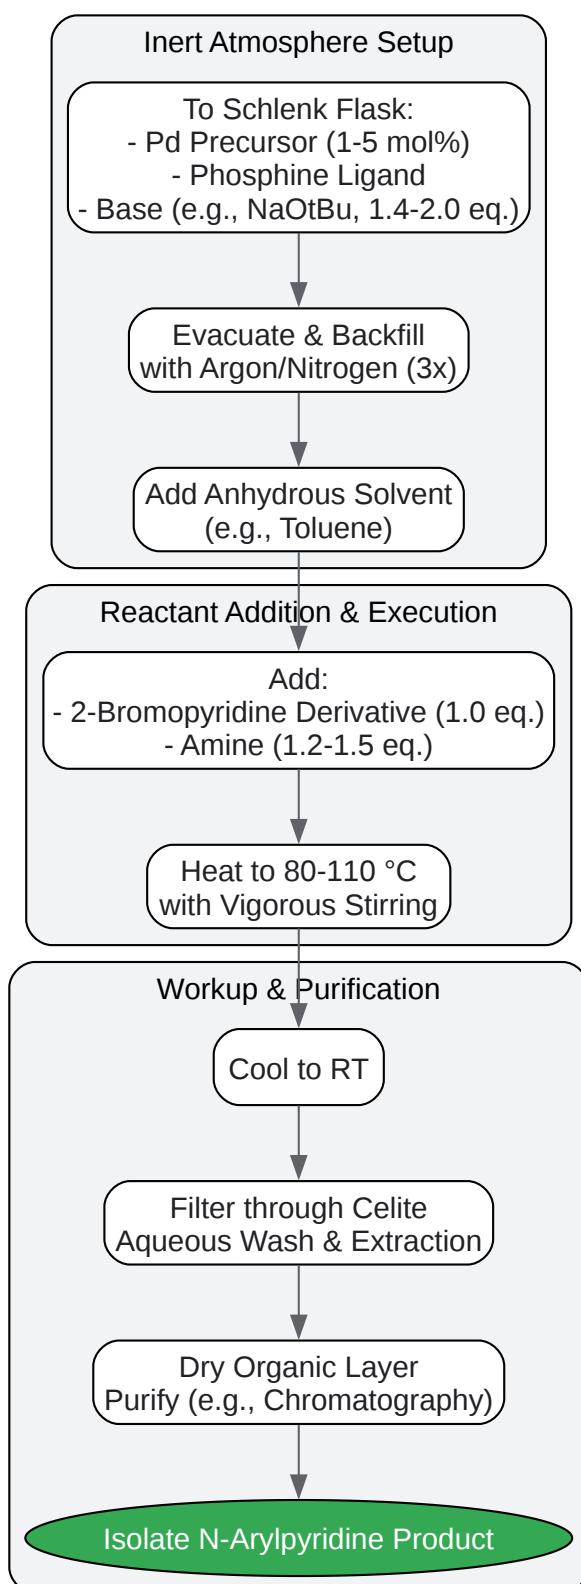 Inert Atmosphere Setup
To Schlenk Flask:
- Pd Precursor (1-5 mol%)
- Phosphine Ligand
- Base (e.g., NaOtBu, 1.4-2.0 eq.)
Evacuate & Backfill
with Argon/Nitrogen (3x)
Add Anhydrous Solvent
(e.g., Toluene)
Reactant Addition & Execution
Add:
- 2-Bromopyridine Derivative (1.0 eq.)
- Amine (1.2-1.5 eq.)
Heat to 80-110 °C
with Vigorous Stirring
Workup & Purification
Cool to RT
Filter through Celite
Aqueous Wash & Extraction
Dry Organic Layer
Purify (e.g., Chromatography)
Isolate N-Arylpyridine Product